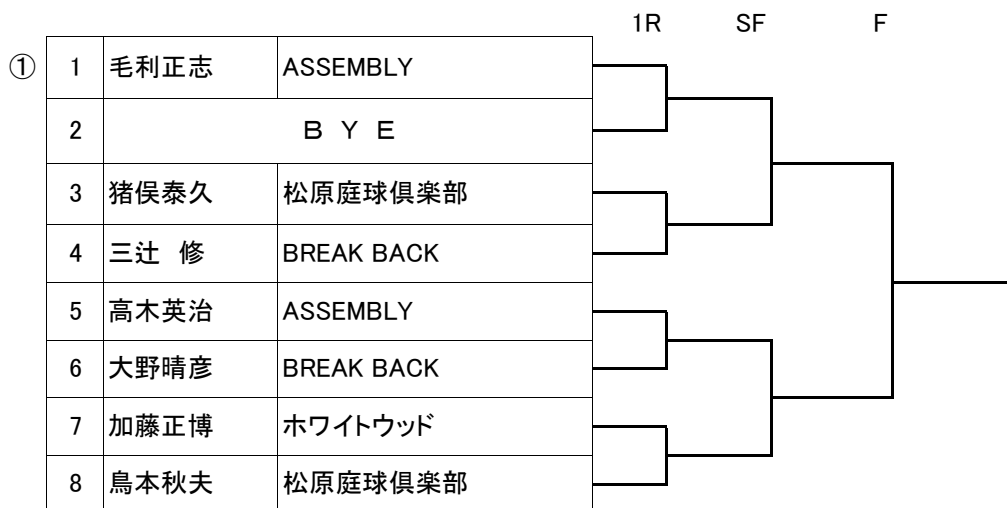 1R SF F
① 1 毛利正志 ASSEMBLY
2 ＢＹＥ
3 猪俣泰久 松原庭球倶楽部
4 三辻　修 BREAK BACK
5 高木英治 ASSEMBLY
6 大野晴彦 BREAK BACK
7 加藤正博 ホワイトウッド
8 鳥本秋夫 松原庭球倶楽部